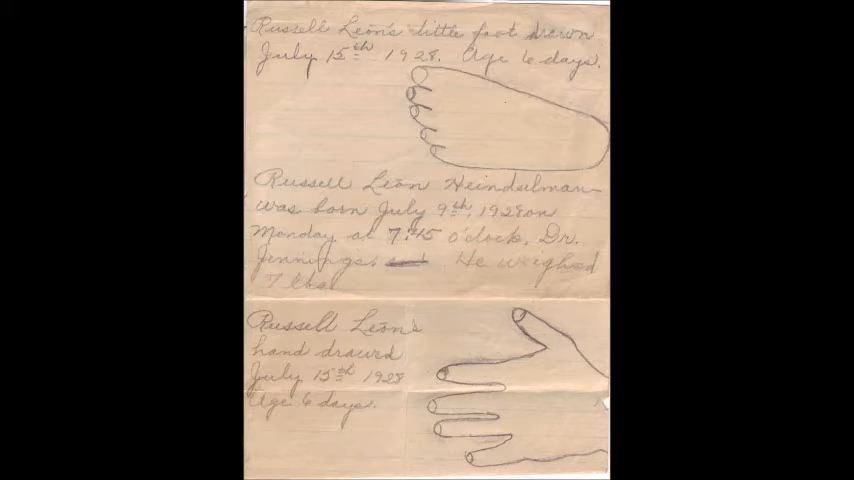 Russell Leon's little foot drawn
July 15th 1928. Age 6 days.
Russell Leon Heindselman
was born July 9th, 1928 on
Monday at 7:45 o'clock. Dr.
Jennings. He weighed
7 lbs.
Russell Leon's
hand drawed
July 15th 1928
Age 6 days.